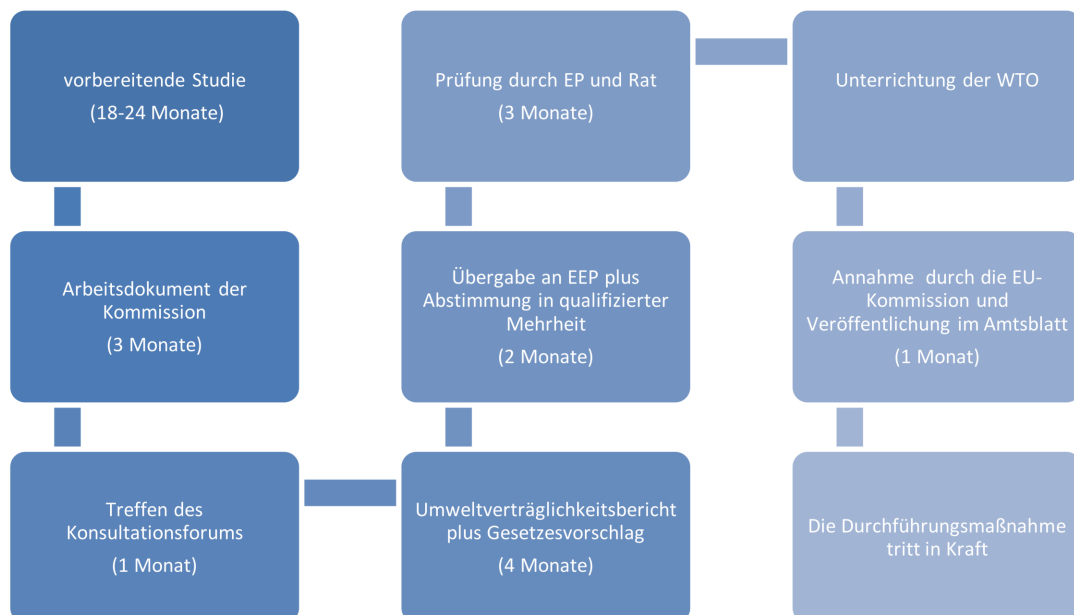 vorbereitende Studie
(18-24 Monate)
Arbeitsdokument der
Kommission
(3 Monate)
Treffen des
Konsultationsforums
(1 Monat)
Umweltverträglichkeitsbericht
plus Gesetzesvorschlag
(4 Monate)
Übergabe an EEP plus
Abstimmung in qualifizierter
Mehrheit
(2 Monate)
Prüfung durch EP und Rat
(3 Monate)
Unterrichtung der WTO
Annahme durch die EU-
Kommission und
Veröffentlichung im Amtsblatt
(1 Monat)
Die Durchführungsmaßnahme
tritt in Kraft